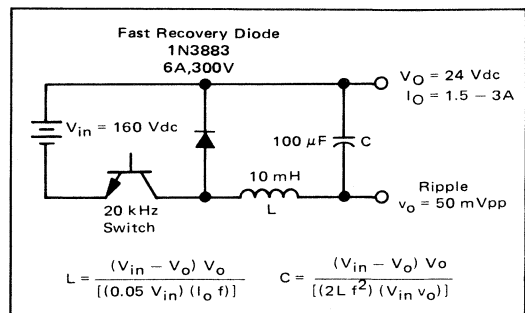 Fast Recovery Diode
1N3883
6A,300V
V_O = 24 Vdc
I_O = 1.5 – 3A
V_in = 160 Vdc
100 μF
C
10 mH
L
20 kHz
Switch
Ripple
v_o = 50 mVpp
L = (V_in − V_o) V_o / [(0.05 V_in) (I_o f)]
C = (V_in − V_o) Vo / [(2L f²) (V_in v_o)]